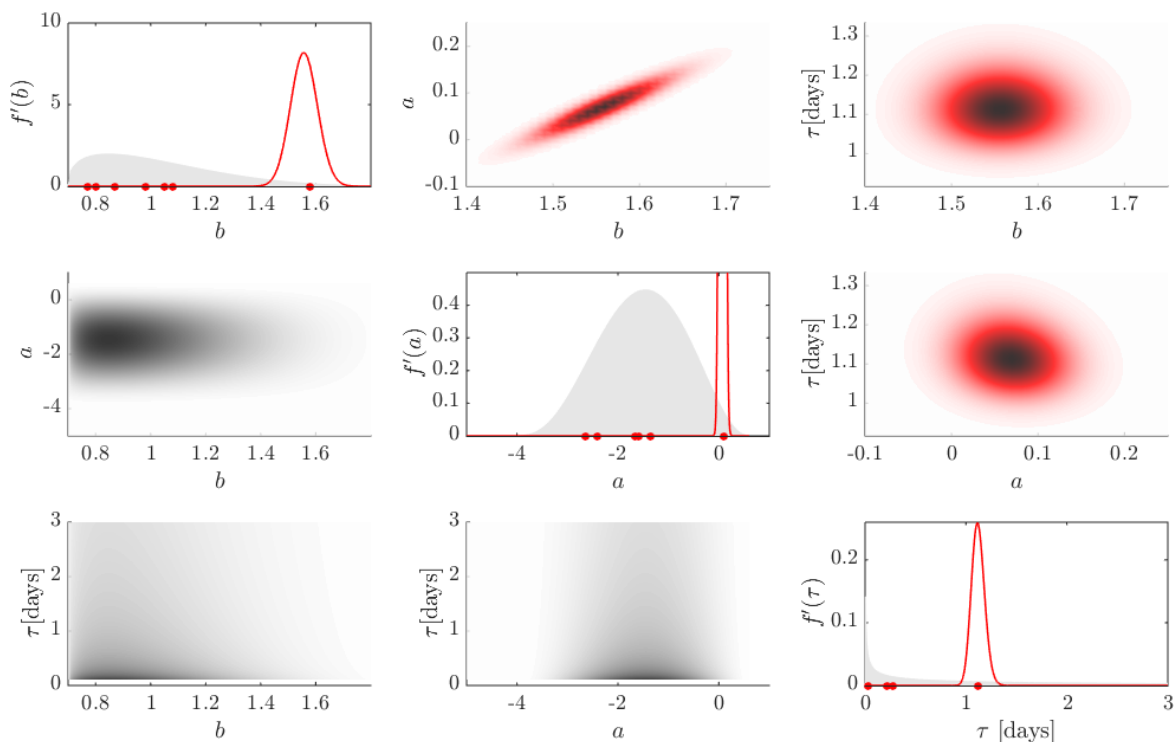 10
5
0
f'(b)
0.8 1 1.2 1.4 1.6
b
0.2
0.1
0
-0.1
a
1.4 1.5 1.6 1.7
b
1.3
1.2
1.1
1
τ[days]
1.4 1.5 1.6 1.7
b
0
-2
-4
a
0.8 1 1.2 1.4 1.6
b
0.4
0.3
0.2
0.1
0
f'(a)
-4 -2 0
a
1.3
1.2
1.1
1
τ[days]
-0.1 0 0.1 0.2
a
3
2
1
0
τ[days]
0.8 1 1.2 1.4 1.6
b
3
2
1
0
τ[days]
-4 -2 0
a
0.2
0.1
0
f'(τ)
0 1 2 3
τ [days]